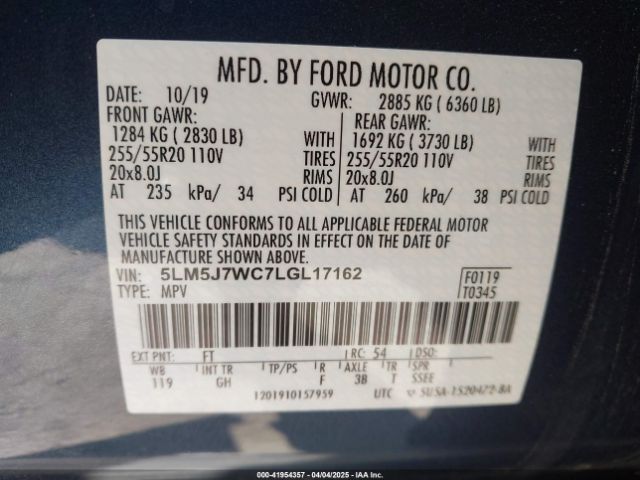 MFD. BY FORD MOTOR CO.
DATE: 10/19 GVWR: 2885 KG ( 6360 LB)
FRONT GAWR: REAR GAWR:
1284 KG ( 2830 LB) WITH 1692 KG ( 3730 LB) WITH
255/55R20 110V TIRES 255/55R20 110V TIRES
20x8.0J RIMS 20x8.0J RIMS
AT 235 kPa/ 34 PSI COLD AT 260 kPa/ 38 PSI COLD
THIS VEHICLE CONFORMS TO ALL APPLICABLE FEDERAL MOTOR
VEHICLE SAFETY STANDARDS IN EFFECT ON THE DATE OF
MANUFACTURE SHOWN ABOVE.
VIN: 5LM5J7WC7LGL17162 F0119
TYPE: MPV T0345
EXT PNT: FT RC: 54 DSO:
WB INT TR TP/PS R AXLE TR SPR
119 GH F 3B T SSEE
1201910157959 UTC 5USA-1520472-BA
000-41954357 - 04/04/2025 - IAA Inc.